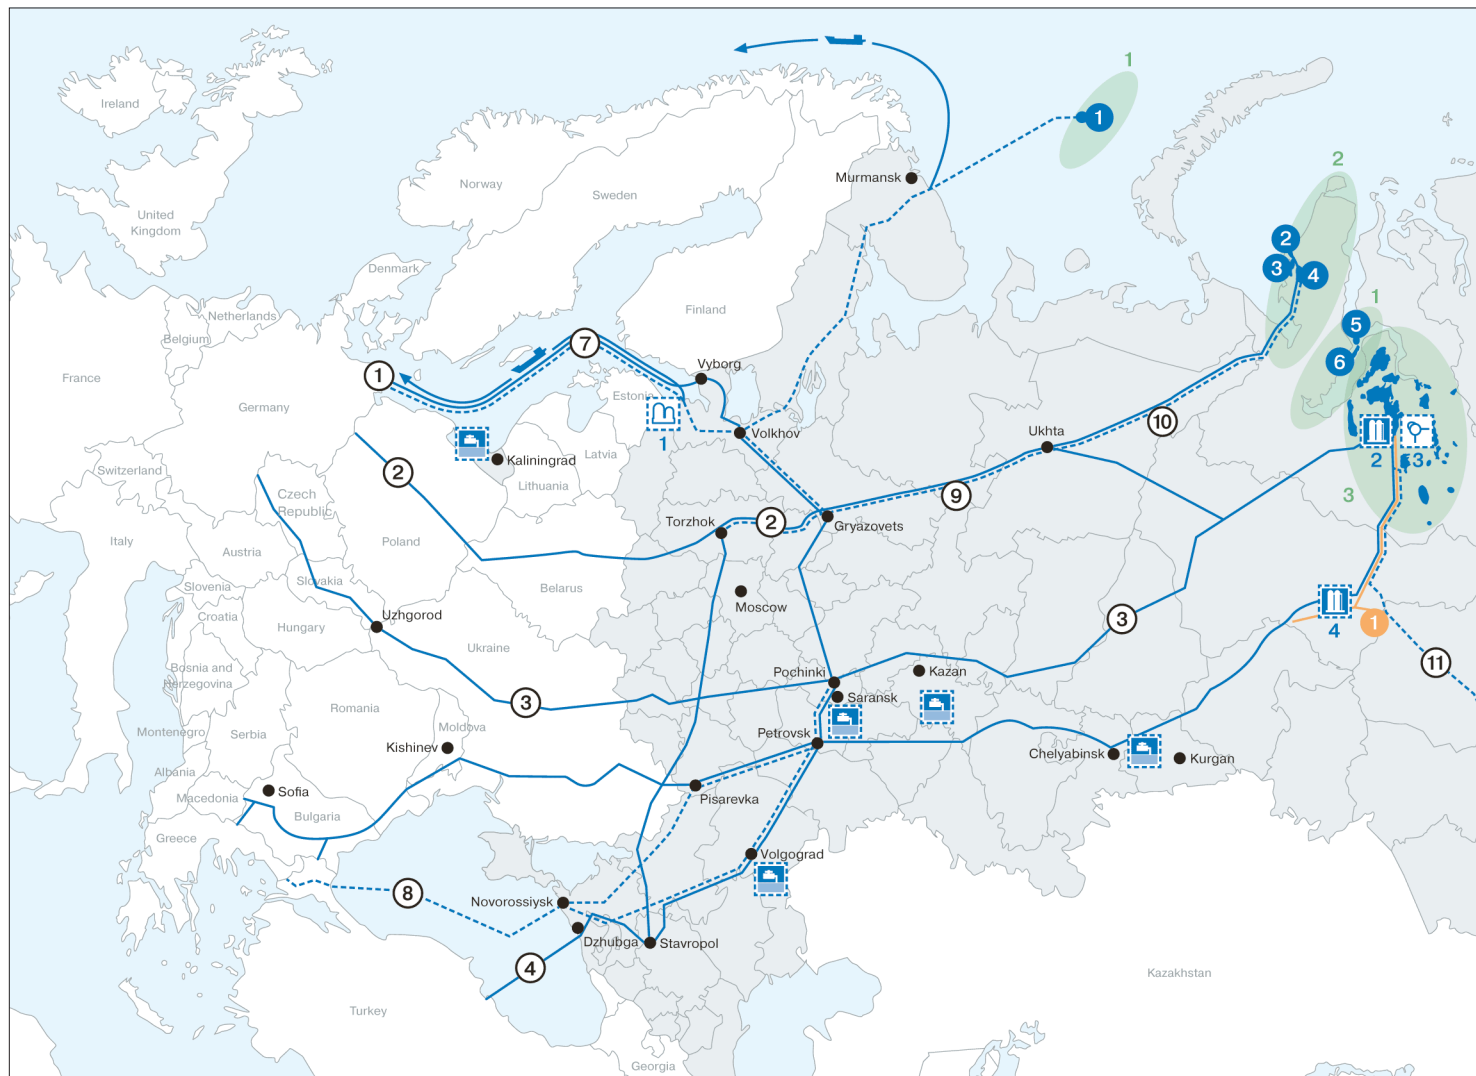 1
Ireland
1
2
Murmansk
Norway
Sweden
United
Kingdom
2
3
4
Denmark
1
Finland
Netherlands
5
Belgium
7
6
Vyborg
France
1
Estonia
Germany
10
Ukhta
Volkhov
1
Latvia
2
3
Kaliningrad
Switzerland
2
Lithuania
Czech
Republic
9
3
Torzhok
2
Gryazovets
Italy
Poland
Austria
Slovakia
Slovenia
Belarus
Moscow
Croatia
Uzhgorod
Hungary
4
1
3
Ukraine
11
Bosnia and
Herzegovina
Pochinki
Kazan
Saransk
3
Romania
Moldova
Montenegro
Serbia
Petrovsk
Kishinev
Chelyabinsk
Kurgan
Albania
Sofia
Macedonia
Pisarevka
Bulgaria
Greece
Volgograd
8
Novorossiysk
Dzhubga
Stavropol
4
Kazakhstan
Turkey
Georgia